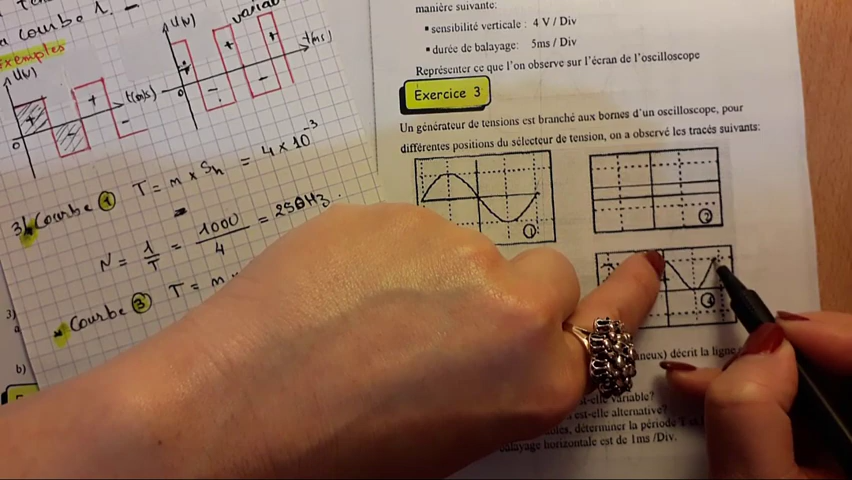 a courbe 1.
exemples
U(V)
U(V)
variab
t(ms)
t(ms)
+
-
+
-
+
-
+
-
+
-
0
0
3) Courbe ① T = m × Sh = 4 × 10⁻³
N = 1/T = 1000/4 = 250Hz.
* Courbe ③ T = m
3)
a
b)
manière suivante:
▪ sensibilité verticale : 4 V / Div
▪ durée de balayage: 5ms / Div
Représenter ce que l'on observe sur l'écran de l'oscilloscope
Exercice 3
Un générateur de tensions est branché aux bornes d'un oscilloscope, pour
différentes positions du sélecteur de tension, on a observé les tracés suivants:
①
②
④
décrit la ligne
est-elle variable?
est-elle alternative?
déterminer la période
horizontale est de 1ms /Div.